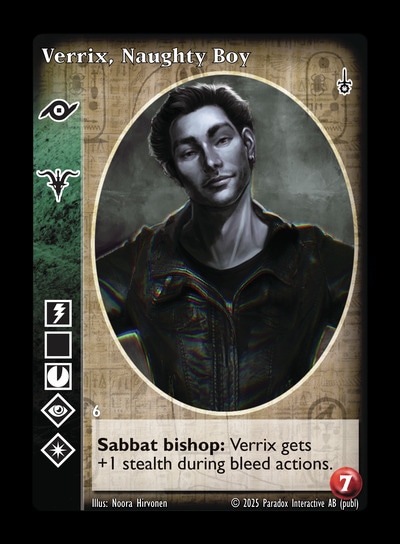 Verrix, Naughty Boy
6
Sabbat bishop: Verrix gets
+1 stealth during bleed actions.
7
Illus: Noora Hirvonen © 2025 Paradox Interactive AB (publ)